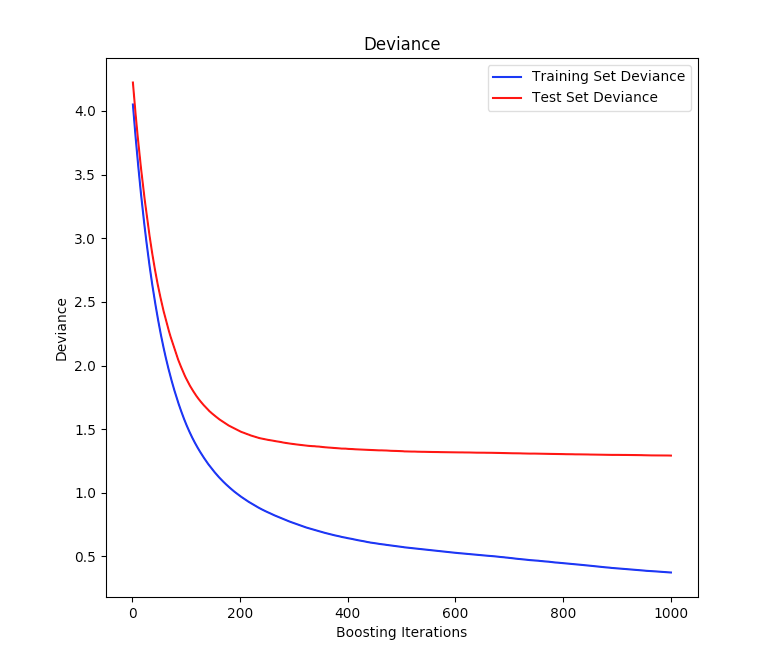 Deviance
Training Set Deviance
Test Set Deviance
4.0
3.5
3.0
2.5
2.0
1.5
1.0
0.5
Deviance
0 200 400 600 800 1000
Boosting Iterations